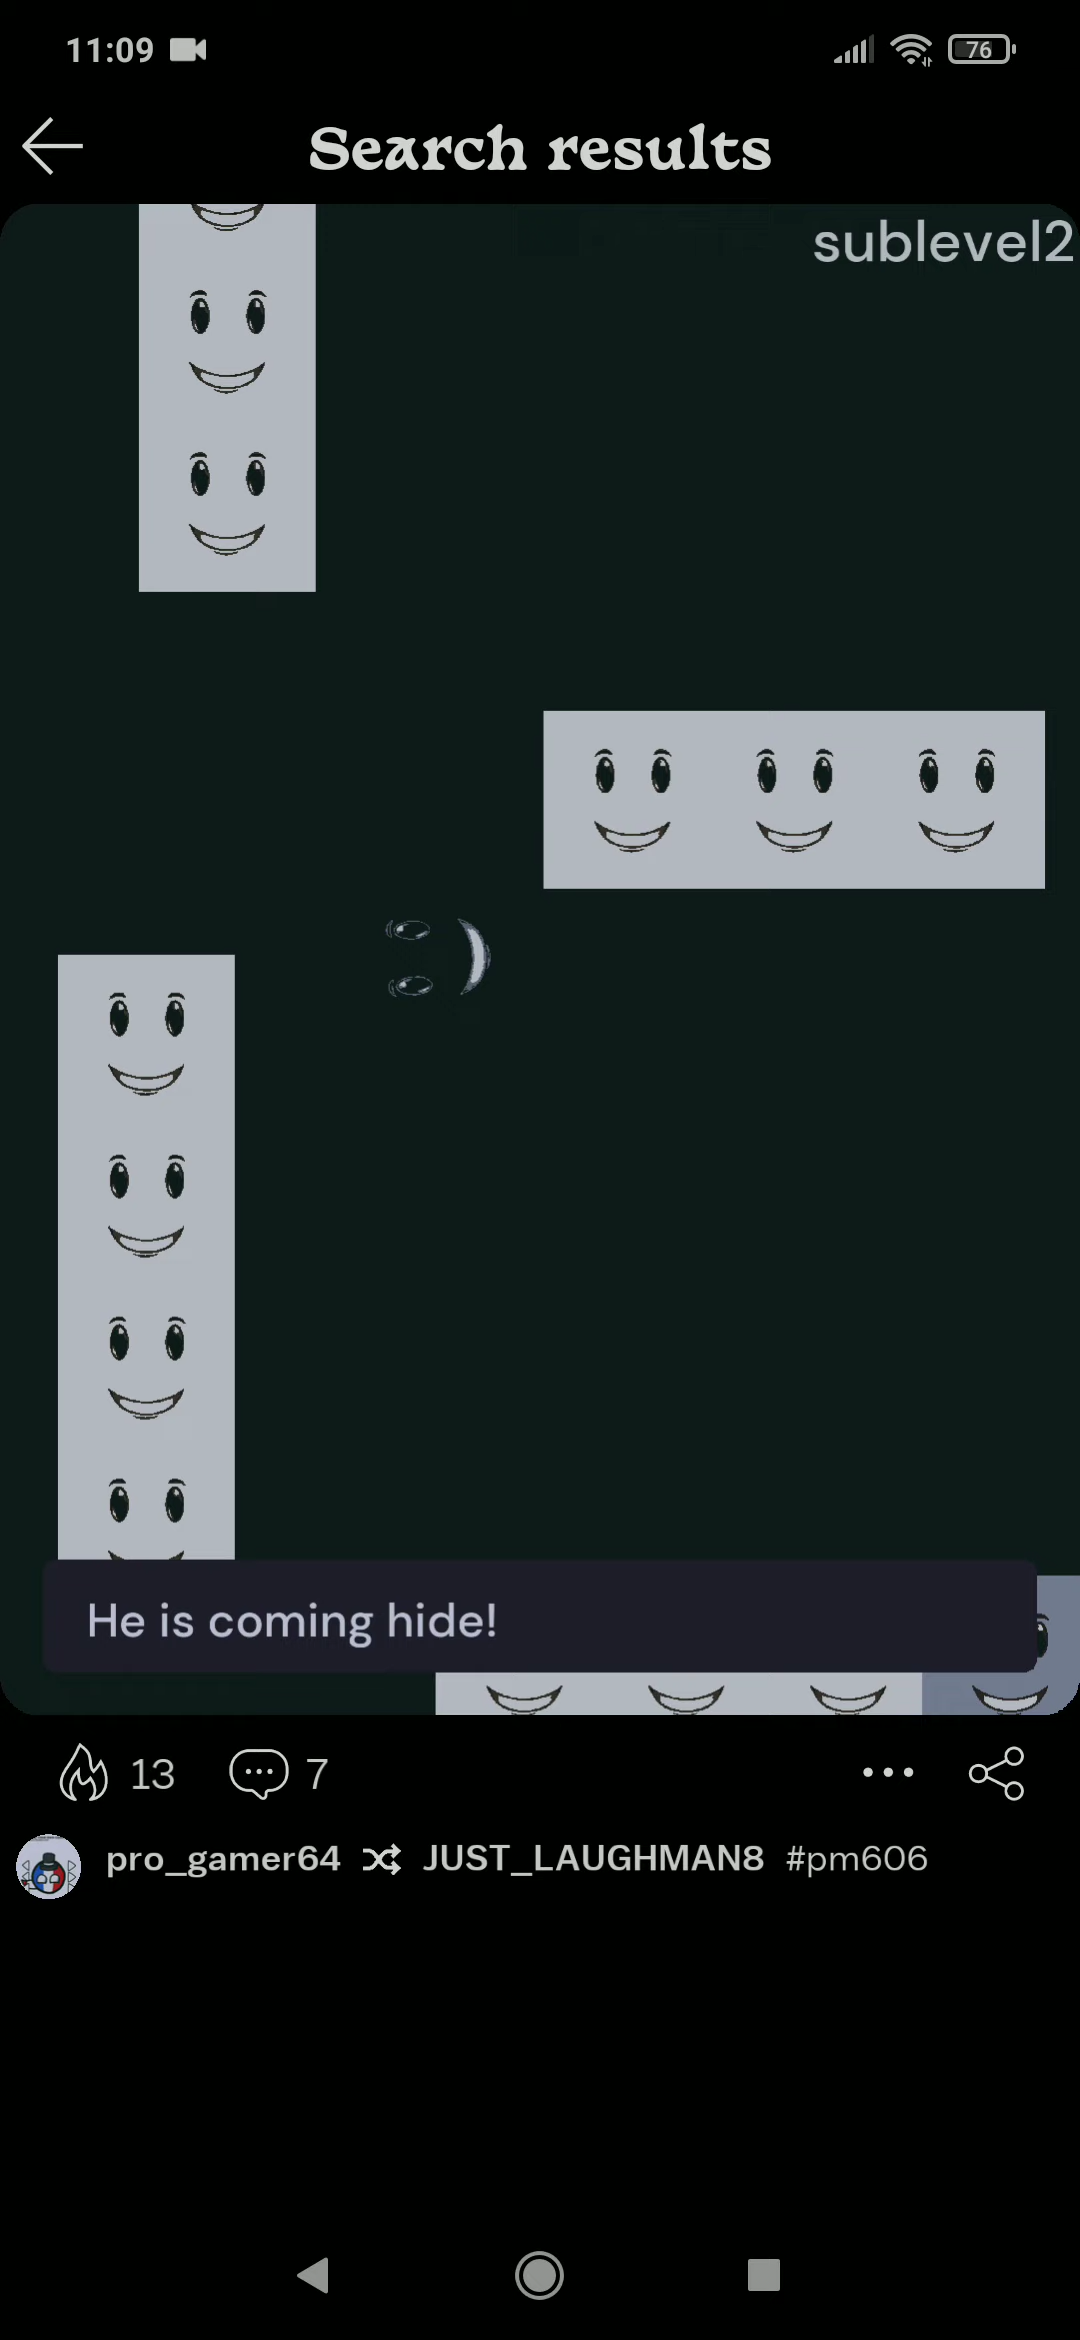 11:09
76
Search results
sublevel2
He is coming hide!
13
7
pro_gamer64 JUST_LAUGHMAN8 #pm606